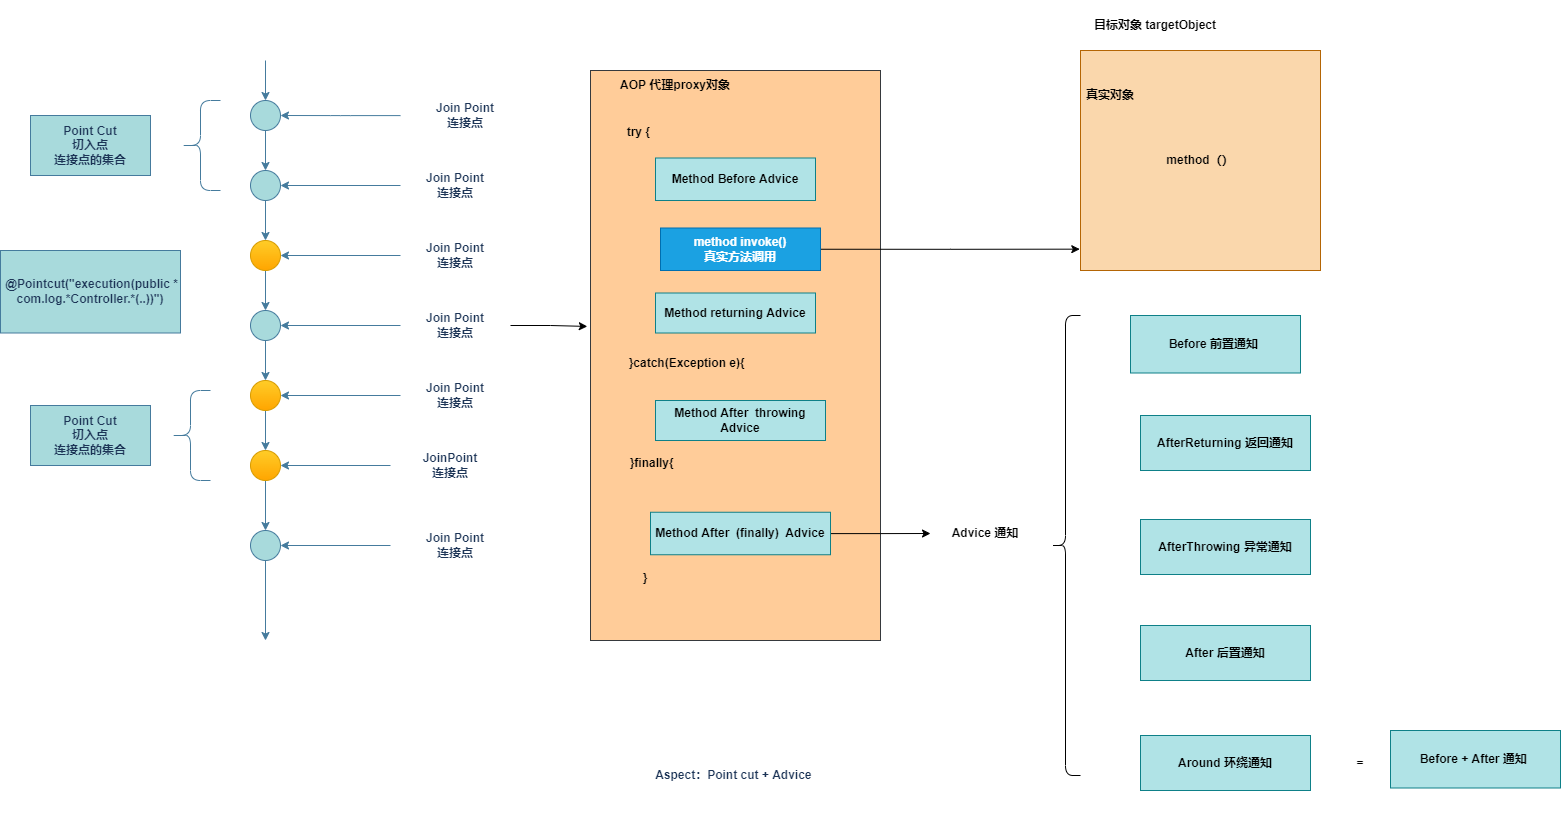 目标对象 targetObject
Point Cut
切入点
连接点的集合
@Pointcut("execution(public *
com.log.*Controller.*(..))")
Point Cut
切入点
连接点的集合
Join Point
连接点
Join Point
连接点
Join Point
连接点
Join Point
连接点
Join Point
连接点
JoinPoint
连接点
Join Point
连接点
AOP 代理proxy对象
try {
Method Before Advice
method invoke()
真实方法调用
Method returning Advice
}catch(Exception e){
Method After throwing
Advice
}finally{
Method After（finally）Advice
}
真实对象
method（）
Advice 通知
Before 前置通知
AfterReturning 返回通知
AfterThrowing 异常通知
After 后置通知
Around 环绕通知
=
Before + After 通知
Aspect：Point cut + Advice